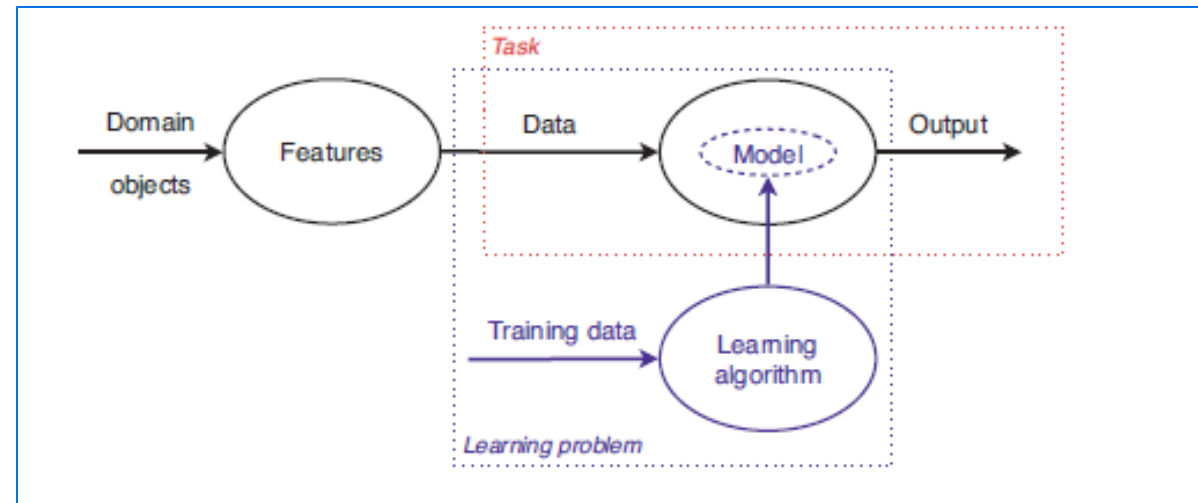 Task
Domain
objects
Features
Data
Model
Output
Training data
Learning
algorithm
Learning problem